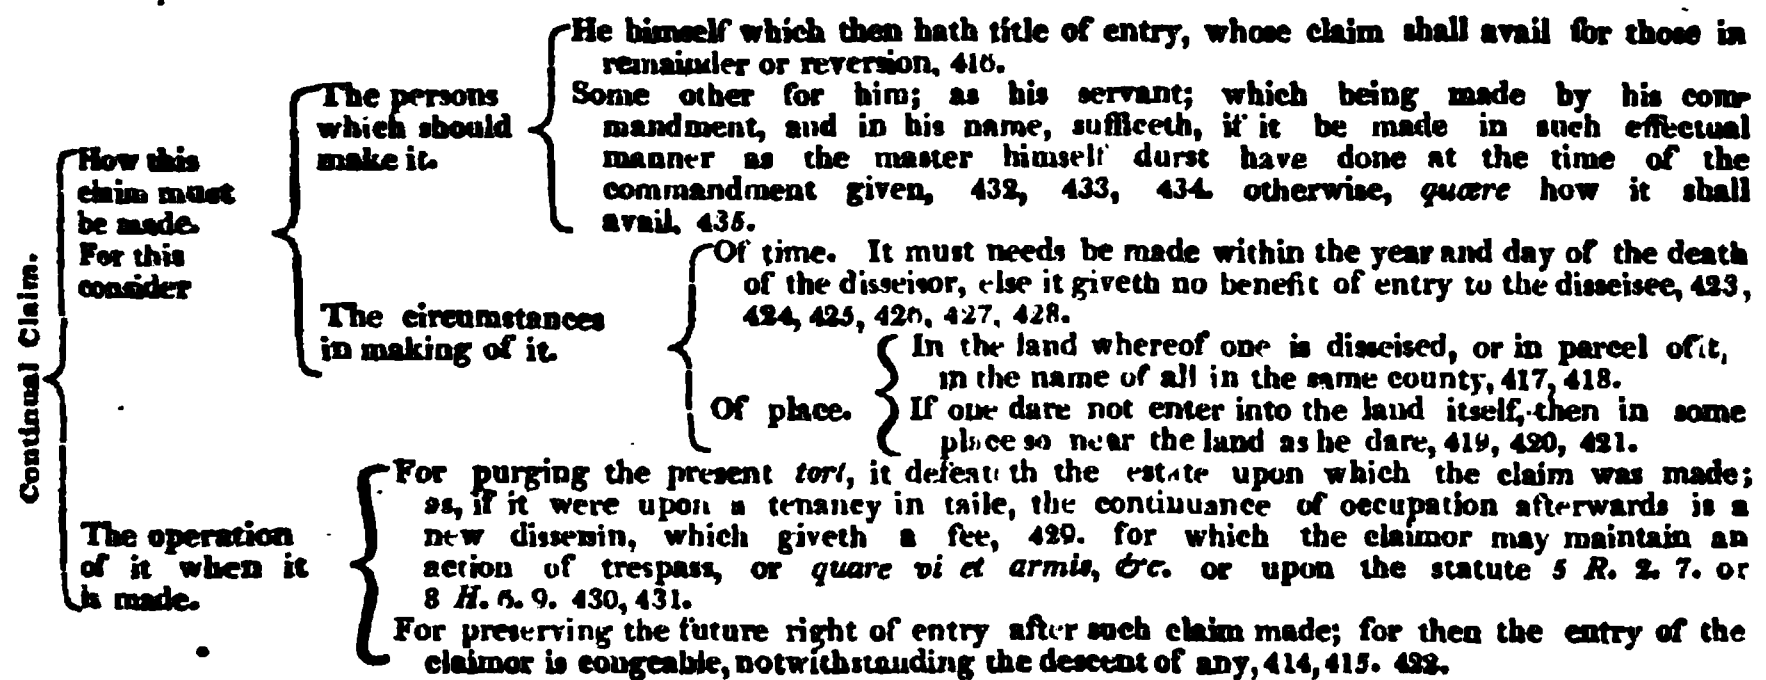 Continual Claim.
How this
claim must
be made.
For this
consider
The persons
which should
make it.
He himself which then hath title of entry, whose claim shall avail for those in
remainder or reversion, 416.
Some other for him; as his servant; which being made by his com-
mandment, and in his name, sufficeth, if it be made in such effectual
manner as the master himself durst have done at the time of the
commandment given, 432, 433, 434. otherwise, quære how it shall
avail, 435.
The circumstances
in making of it.
Of time. It must needs be made within the year and day of the death
of the disseisor, else it giveth no benefit of entry to the disseisee, 423,
424, 425, 426, 427, 428.
Of place.
In the land whereof one is disseised, or in parcel of it,
in the name of all in the same county, 417, 418.
If one dare not enter into the land itself, then in some
place so near the land as he dare, 419, 420, 421.
The operation
of it when it
is made.
For purging the present tort, it defeateth the estate upon which the claim was made;
as, if it were upon a tenancy in taile, the continuance of occupation afterwards is a
new disseisin, which giveth a fee, 429. for which the claimor may maintain an
action of trespass, or quare vi et armis, &c. or upon the statute 5 R. 2. 7. or
8 H. 6. 9. 430, 431.
For preserving the future right of entry after such claim made; for then the entry of the
claimor is congeable, notwithstanding the descent of any, 414, 415. 422.